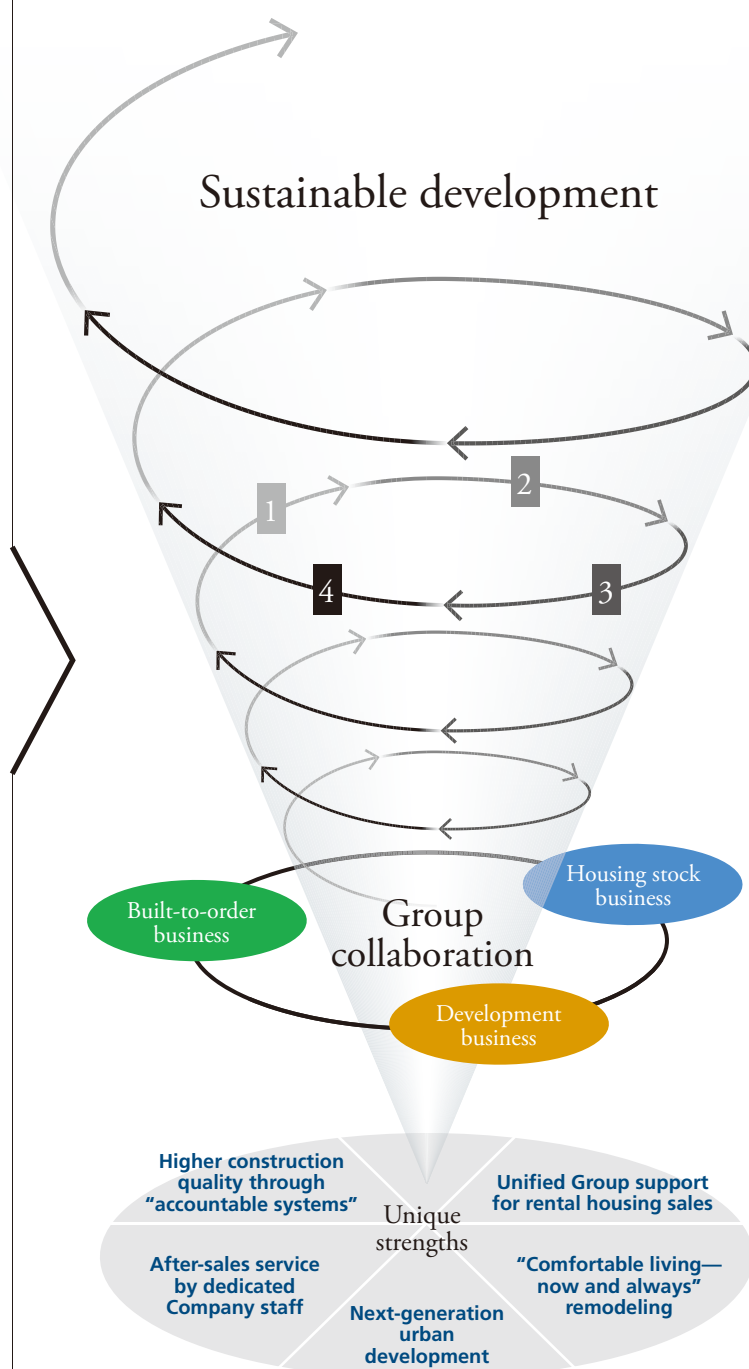 Sustainable development
1
2
4
3
Housing stock
business
Built-to-order
business
Group
collaboration
Development
business
Higher construction
quality through
“accountable systems”
Unified Group support
for rental housing sales
Unique
strengths
After-sales service
by dedicated
Company staff
“Comfortable living—
now and always”
remodeling
Next-generation
urban
development